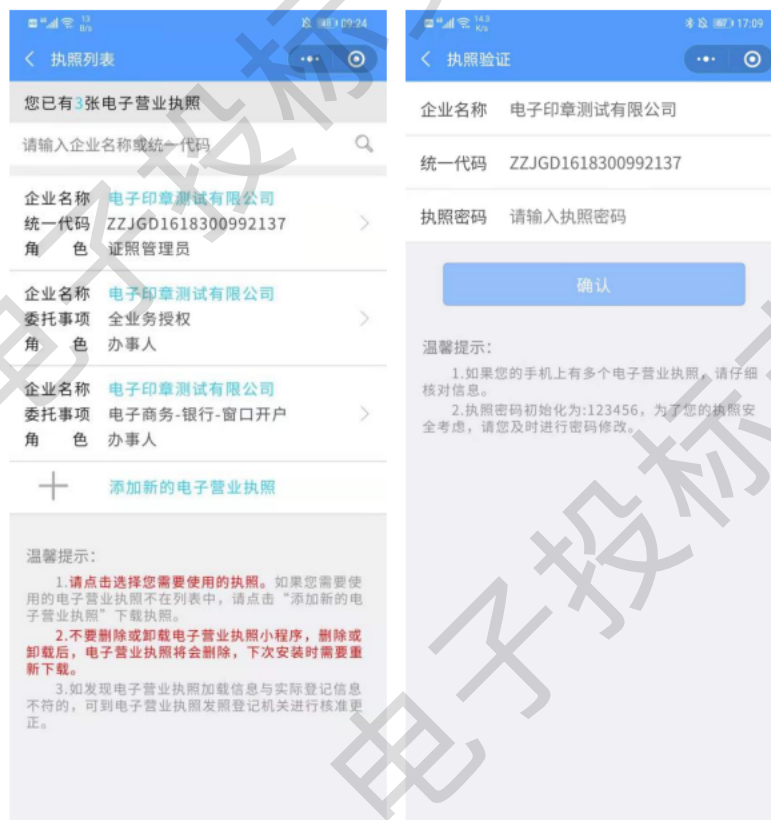 13
B/s
09:24
执照列表
您已有3张电子营业执照
请输入企业名称或统一代码
企业名称 电子印章测试有限公司
统一代码 ZZJGD1618300992137
角 色 证照管理员
企业名称 电子印章测试有限公司
委托事项 全业务授权
角 色 办事人
企业名称 电子印章测试有限公司
委托事项 电子商务-银行-窗口开户
角 色 办事人
添加新的电子营业执照
温馨提示：
1.请点击选择您需要使用的执照。如果您需要使
用的电子营业执照不在列表中，请点击“添加新的电
子营业执照”下载执照。
2.不要删除或卸载电子营业执照小程序，删除或
卸载后，电子营业执照将会删除，下次安装时需要重
新下载。
3.如发现电子营业执照加载信息与实际登记信息
不符的，可到电子营业执照发照登记机关进行核准更
正。
14.3
K/s
17:09
执照验证
企业名称 电子印章测试有限公司
统一代码 ZZJGD1618300992137
执照密码 请输入执照密码
确认
温馨提示：
1.如果您的手机上有多个电子营业执照，请仔细
核对信息。
2.执照密码初始化为:123456，为了您的执照安
全考虑，请您及时进行密码修改。
电子投标
电子投标